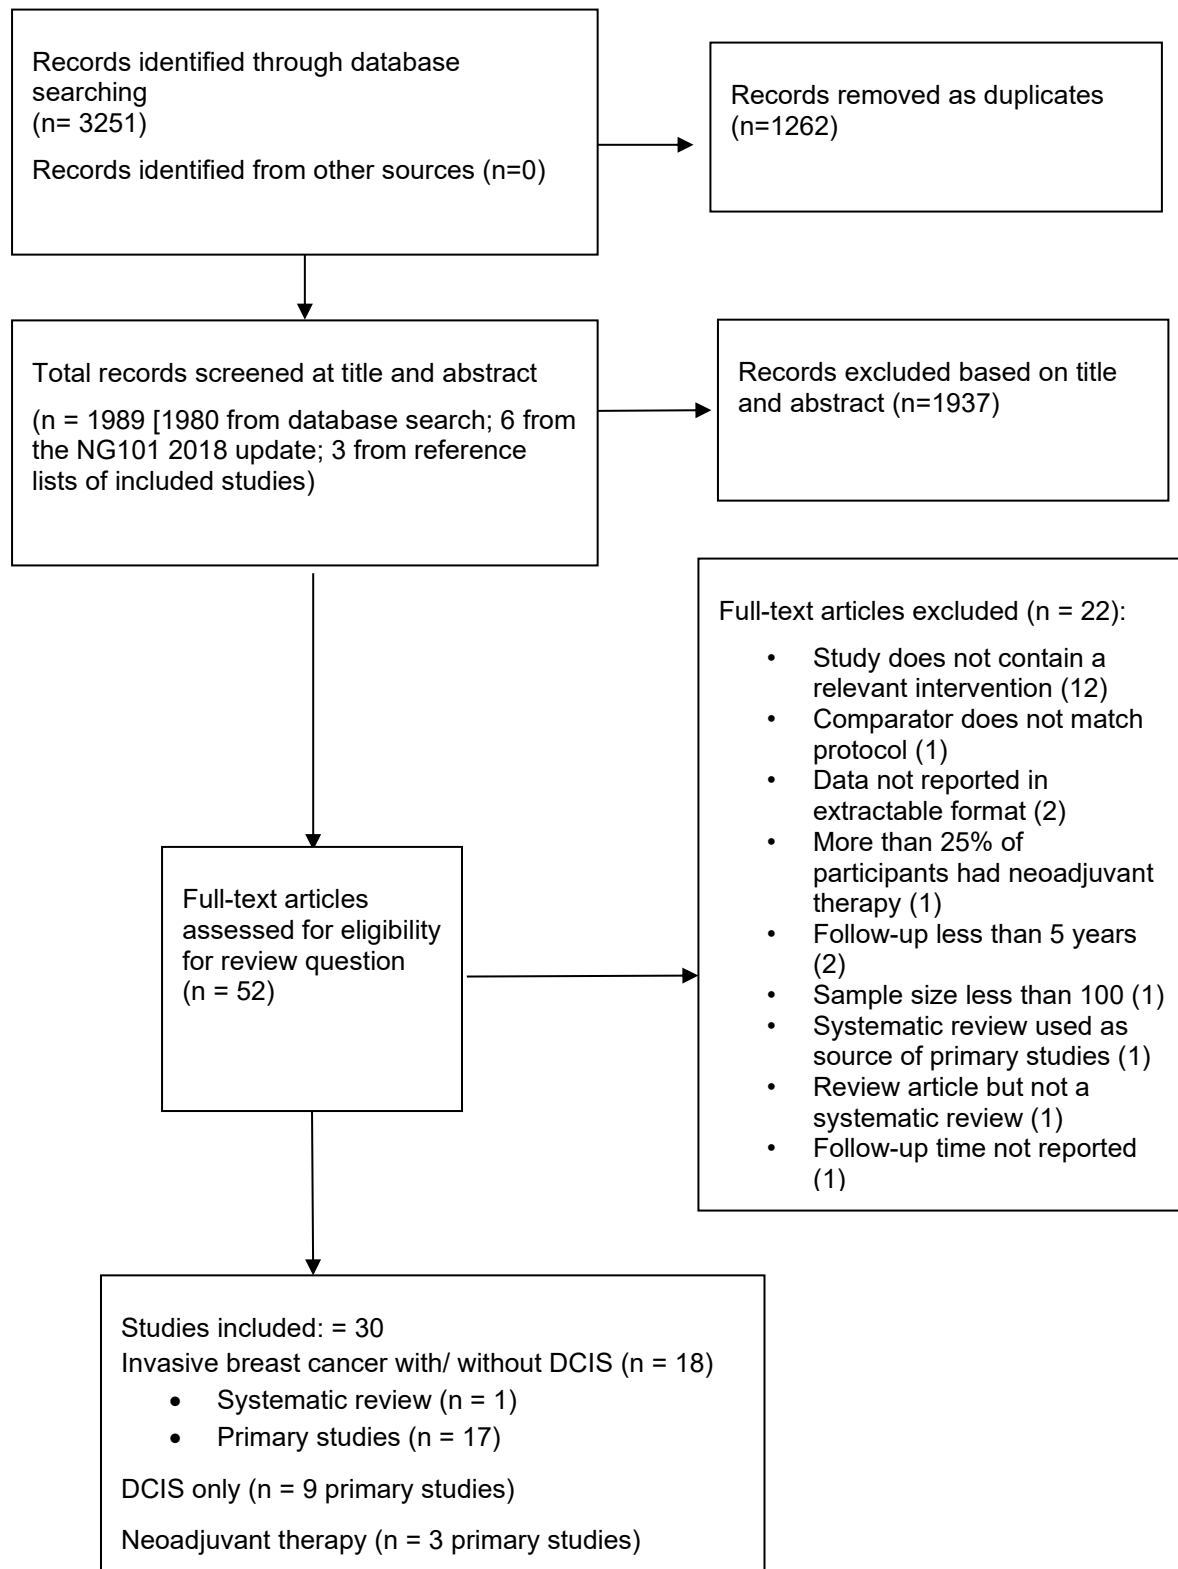 Records identified through database
searching
(n= 3251)
Records identified from other sources (n=0)
Records removed as duplicates
(n=1262)
Total records screened at title and abstract
(n = 1989 [1980 from database search; 6 from
the NG101 2018 update; 3 from reference
lists of included studies)
Records excluded based on title
and abstract (n=1937)
Full-text articles
assessed for eligibility
for review question
(n = 52)
Full-text articles excluded (n = 22):
• Study does not contain a
relevant intervention (12)
• Comparator does not match
protocol (1)
• Data not reported in
extractable format (2)
• More than 25% of
participants had neoadjuvant
therapy (1)
• Follow-up less than 5 years
(2)
• Sample size less than 100 (1)
• Systematic review used as
source of primary studies (1)
• Review article but not a
systematic review (1)
• Follow-up time not reported
(1)
Studies included: = 30
Invasive breast cancer with/ without DCIS (n = 18)
• Systematic review (n = 1)
• Primary studies (n = 17)
DCIS only (n = 9 primary studies)
Neoadjuvant therapy (n = 3 primary studies)